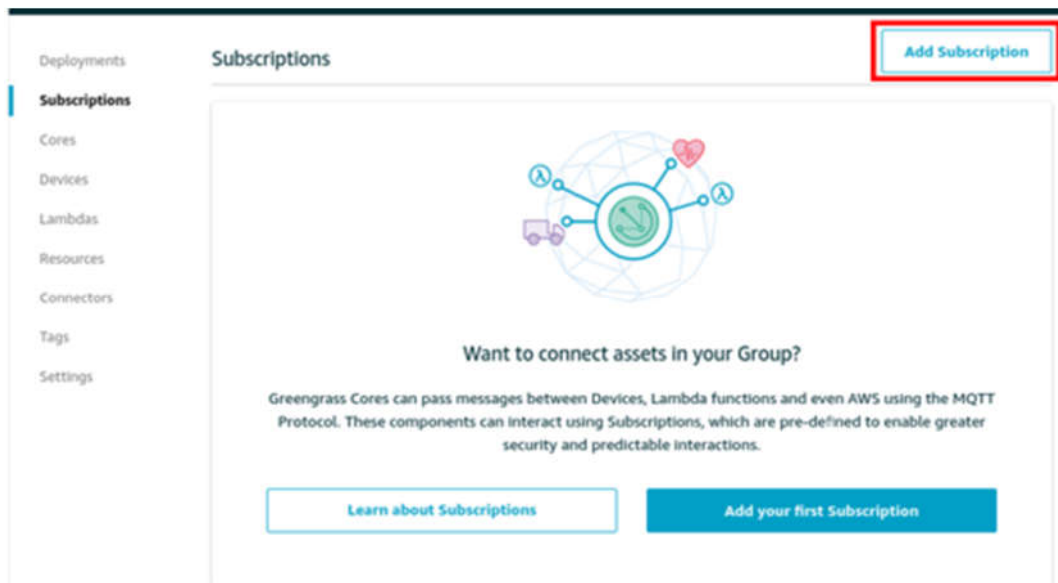 Deployments
Subscriptions
Cores
Devices
Lambdas
Resources
Connectors
Tags
Settings
Subscriptions
Add Subscription
λ
λ
Want to connect assets in your Group?
Greengrass Cores can pass messages between Devices, Lambda functions and even AWS using the MQTT
Protocol. These components can interact using Subscriptions, which are pre-defined to enable greater
security and predictable interactions.
Learn about Subscriptions
Add your first Subscription